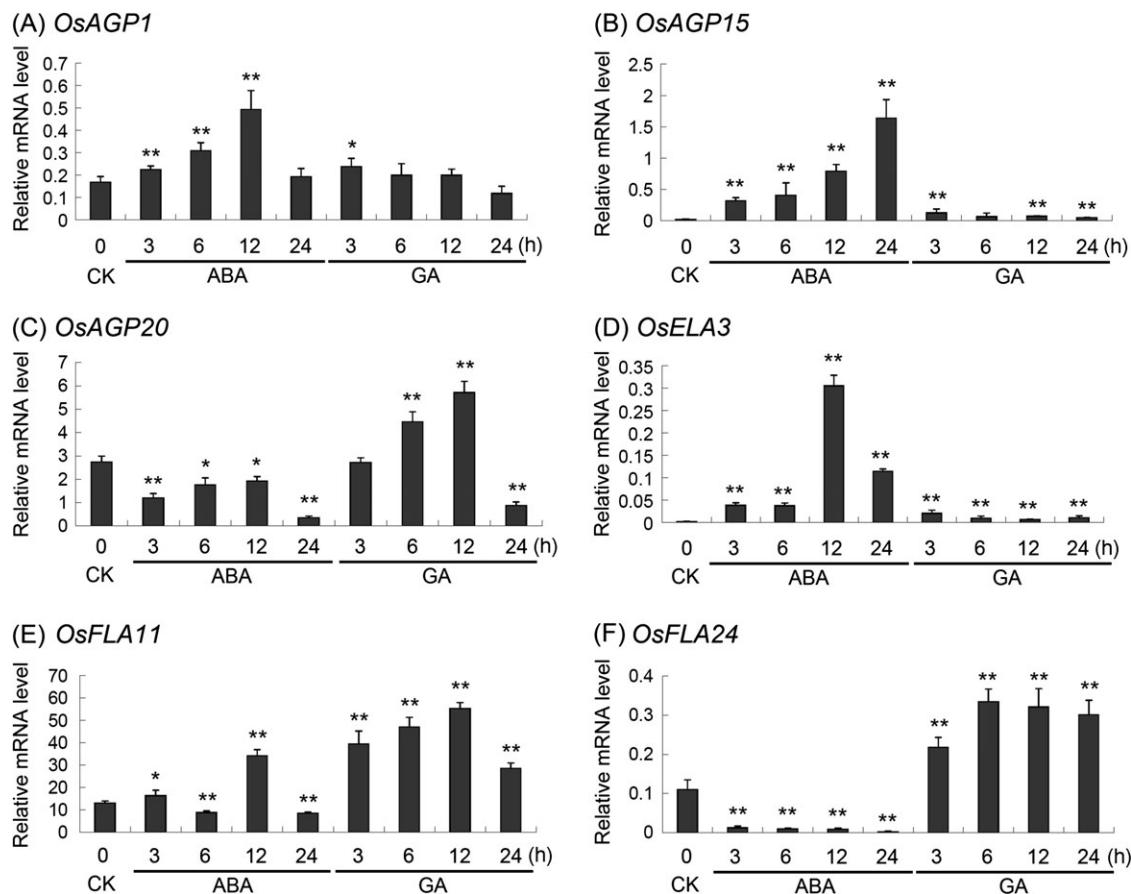 (A) OsAGP1
Relative mRNA level
0.7
0.6
0.5
0.4
0.3
0.2
0.1
0
** ** ** *
0 3 6 12 24 3 6 12 24 (h)
CK ABA GA
(B) OsAGP15
Relative mRNA level
2.5
2
1.5
1
0.5
0
** ** ** ** ** ** **
0 3 6 12 24 3 6 12 24 (h)
CK ABA GA
(C) OsAGP20
Relative mRNA level
7
6
5
4
3
2
1
0
** * * ** ** ** **
0 3 6 12 24 3 6 12 24 (h)
CK ABA GA
(D) OsELA3
Relative mRNA level
0.35
0.3
0.35
0.2
0.15
0.1
0.05
0
** ** ** ** ** ** ** **
0 3 6 12 24 3 6 12 24 (h)
CK ABA GA
(E) OsFLA11
Relative mRNA level
70
60
50
40
30
20
10
0
* ** ** ** ** ** ** **
0 3 6 12 24 3 6 12 24 (h)
CK ABA GA
(F) OsFLA24
Relative mRNA level
0.4
0.3
0.2
0.1
0
** ** ** ** ** ** ** **
0 3 6 12 24 3 6 12 24 (h)
CK ABA GA